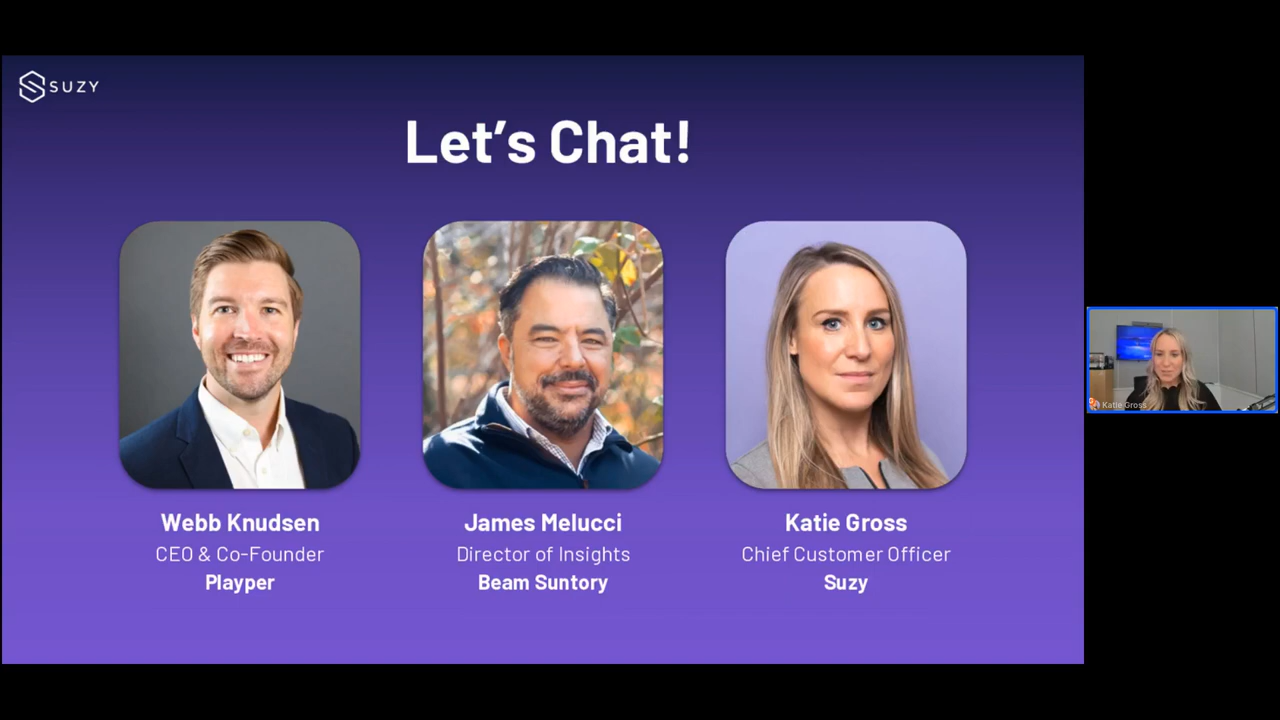 SUZY
Let's Chat!
Webb Knudsen
CEO & Co-Founder
Playper
James Melucci
Director of Insights
Beam Suntory
Katie Gross
Chief Customer Officer
Suzy
Katie Gross